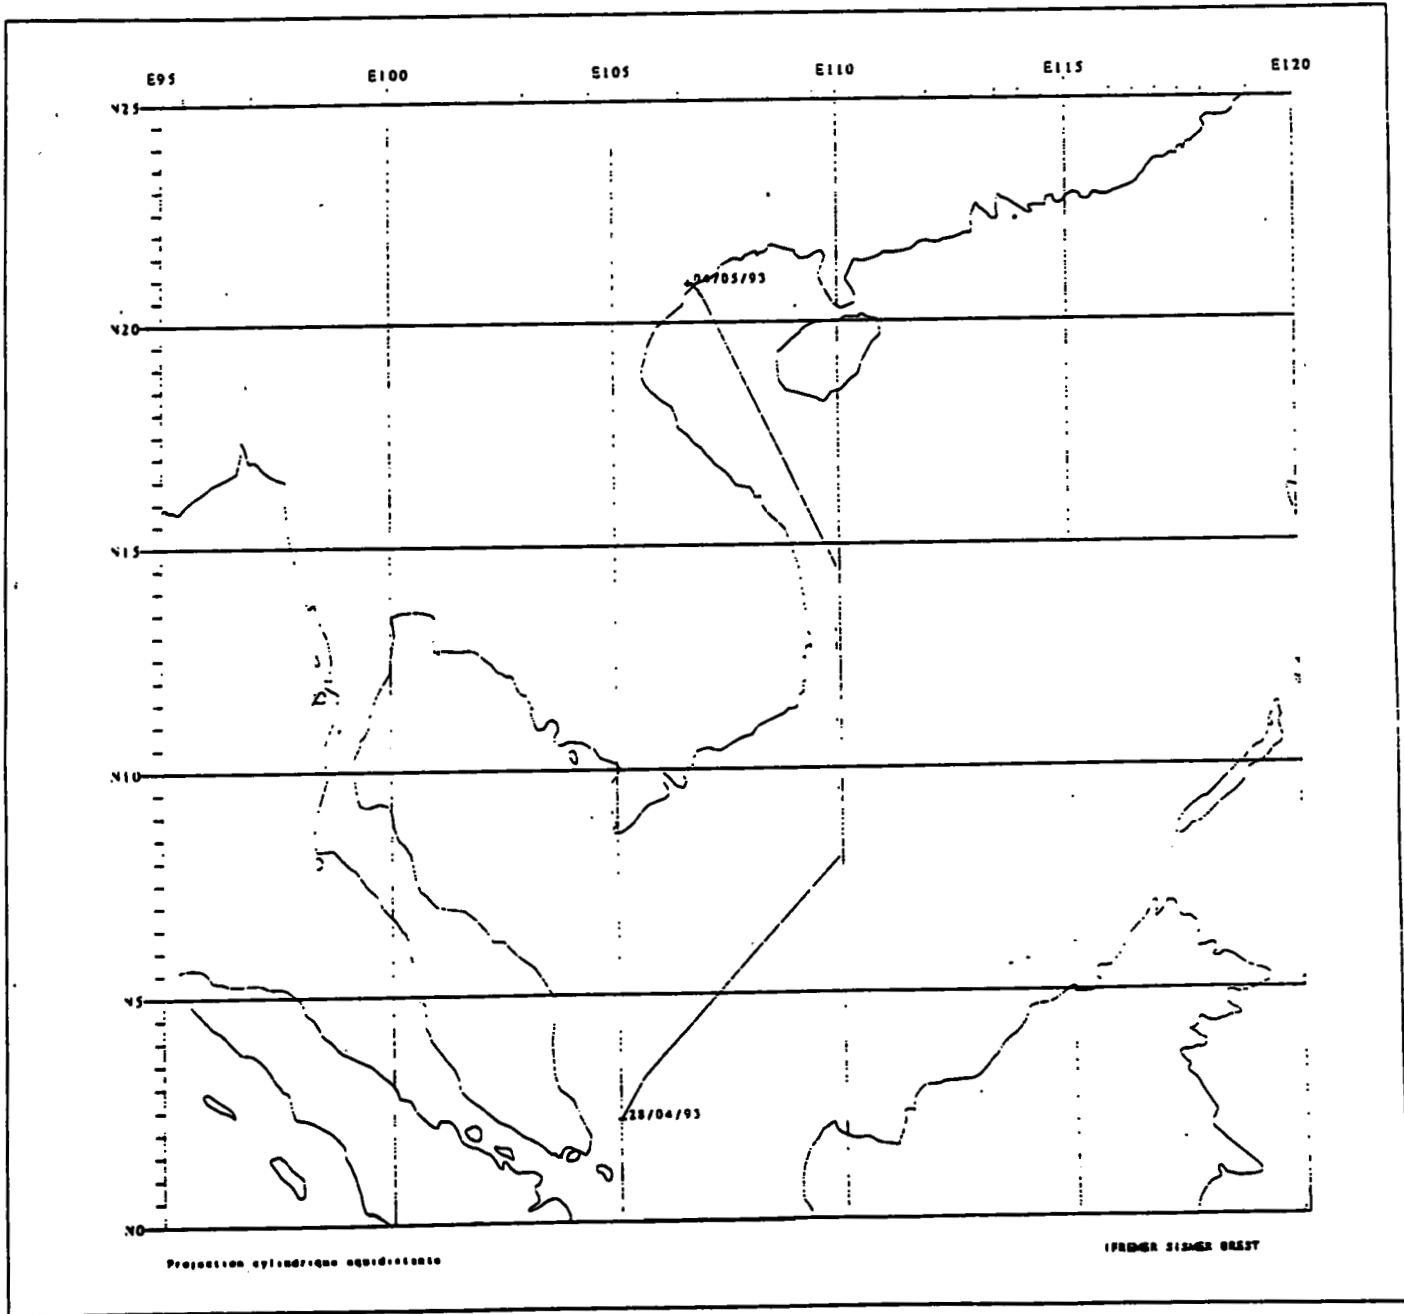 E95 E100 E105 E110 E115 E120
N25
04/05/93
N20
N15
N10
N5
28/04/93
N0
Projection cylindrique equidistante
IFREMER SISMER BREST